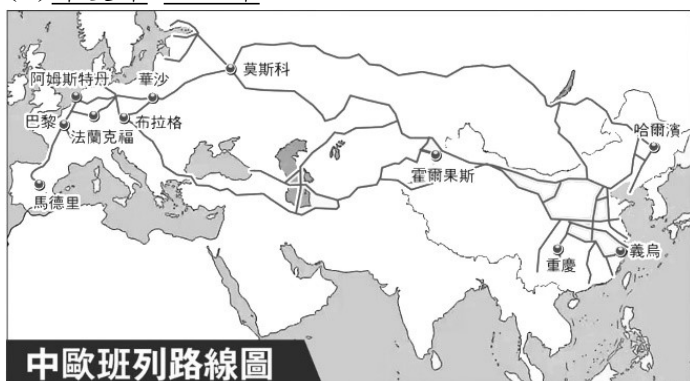 莫斯科
阿姆斯特丹
華沙
巴黎
法蘭克福
布拉格
哈爾濱
霍爾果斯
馬德里
重慶
義烏
中歐班列路線圖